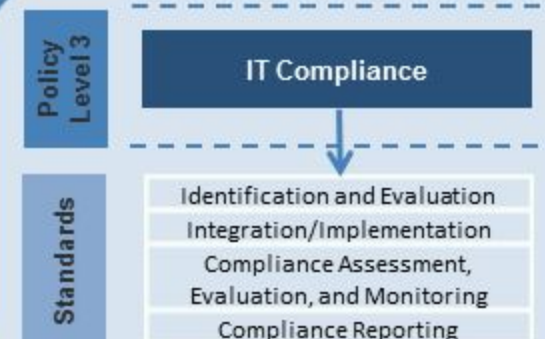 Policy
Level 3
IT Compliance
Standards
Identification and Evaluation
Integration/Implementation
Compliance Assessment,
Evaluation, and Monitoring
Compliance Reporting